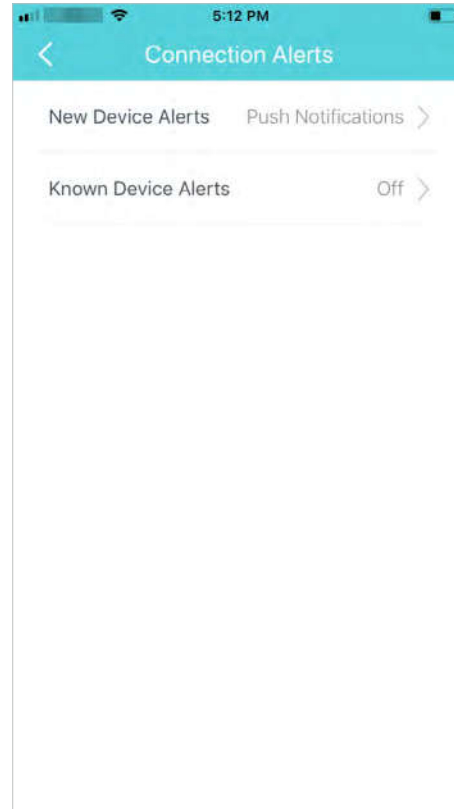 5:12 PM
Connection Alerts
New Device Alerts Push Notifications
Known Device Alerts Off